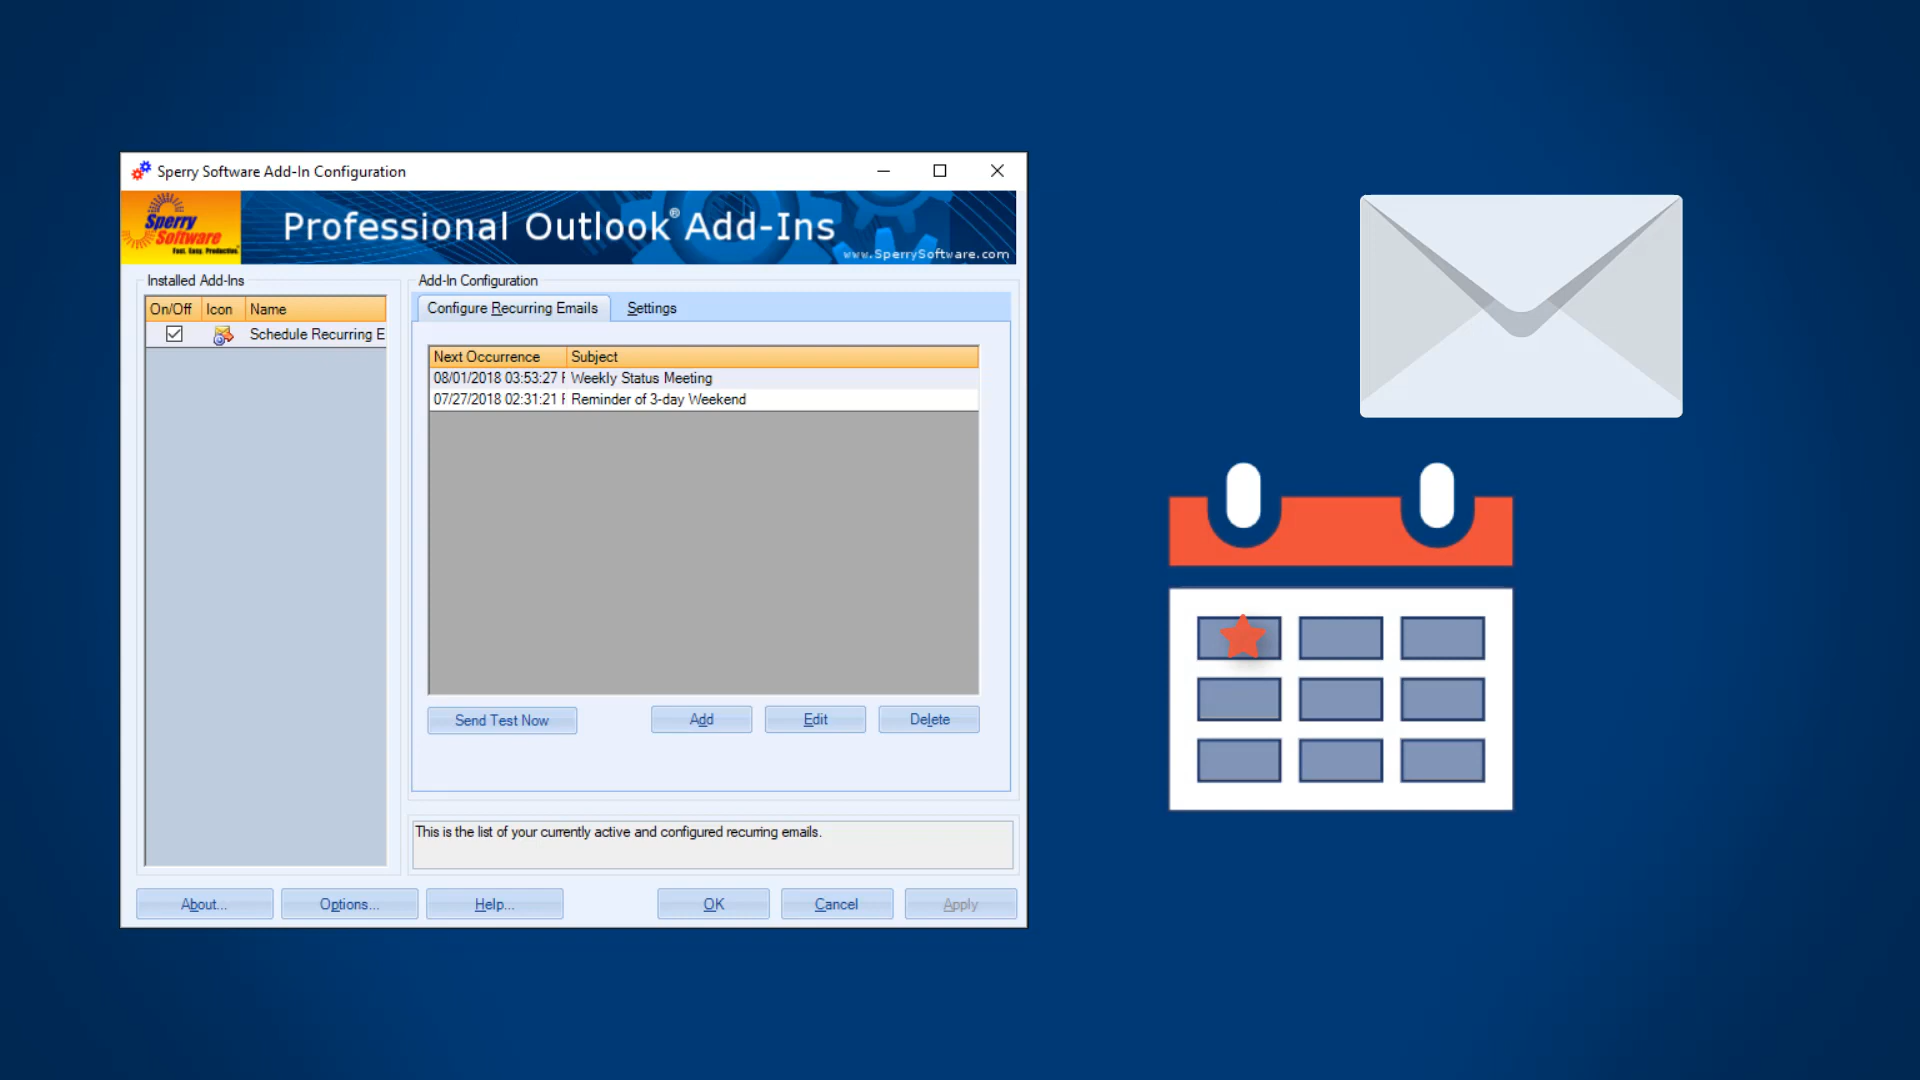 Sperry Software Add-In Configuration
Sperry
Software
Fast. Easy. Productive.
Professional Outlook® Add-Ins
www.SperrySoftware.com
Installed Add-Ins
On/Off Icon Name
Schedule Recurring E
Add-In Configuration
Configure Recurring Emails Settings
Next Occurrence Subject
08/01/2018 03:53:27 Weekly Status Meeting
07/27/2018 02:31:21 Reminder of 3-day Weekend
Send Test Now Add Edit Delete
This is the list of your currently active and configured recurring emails.
About... Options... Help... OK Cancel Apply